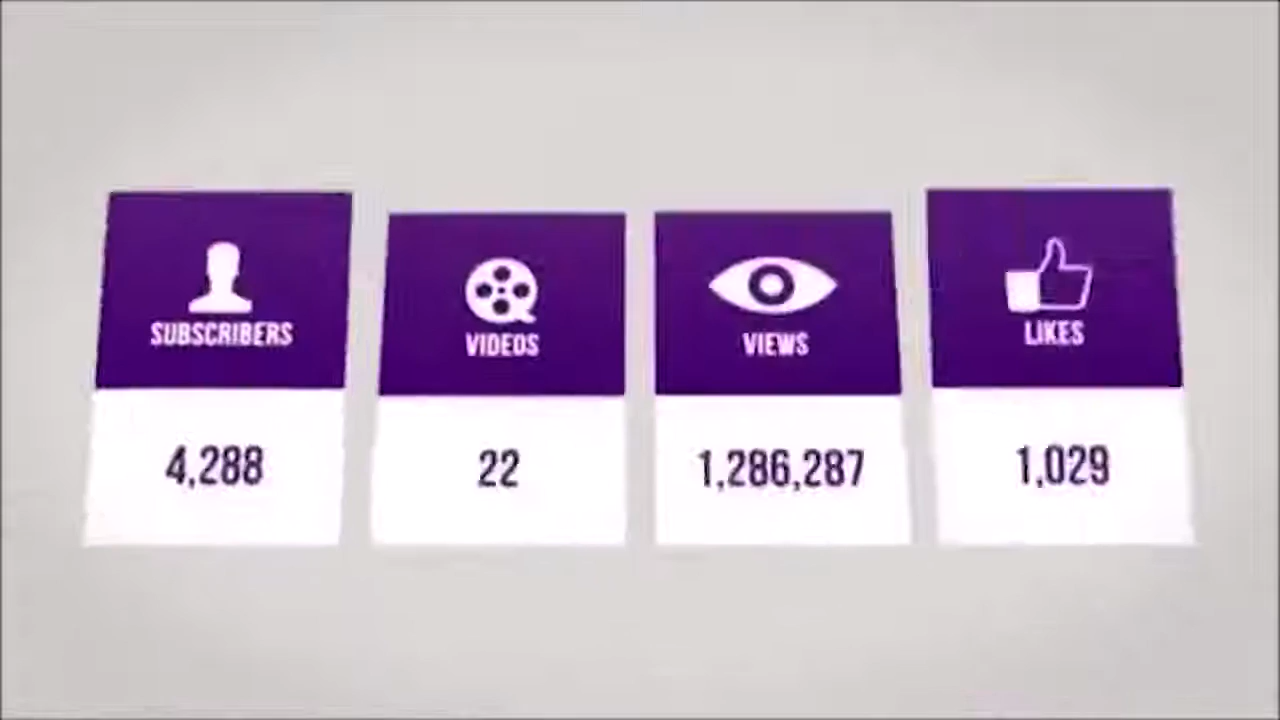 SUBSCRIBERS
4,288
VIDEOS
22
VIEWS
1,286,287
LIKES
1,029